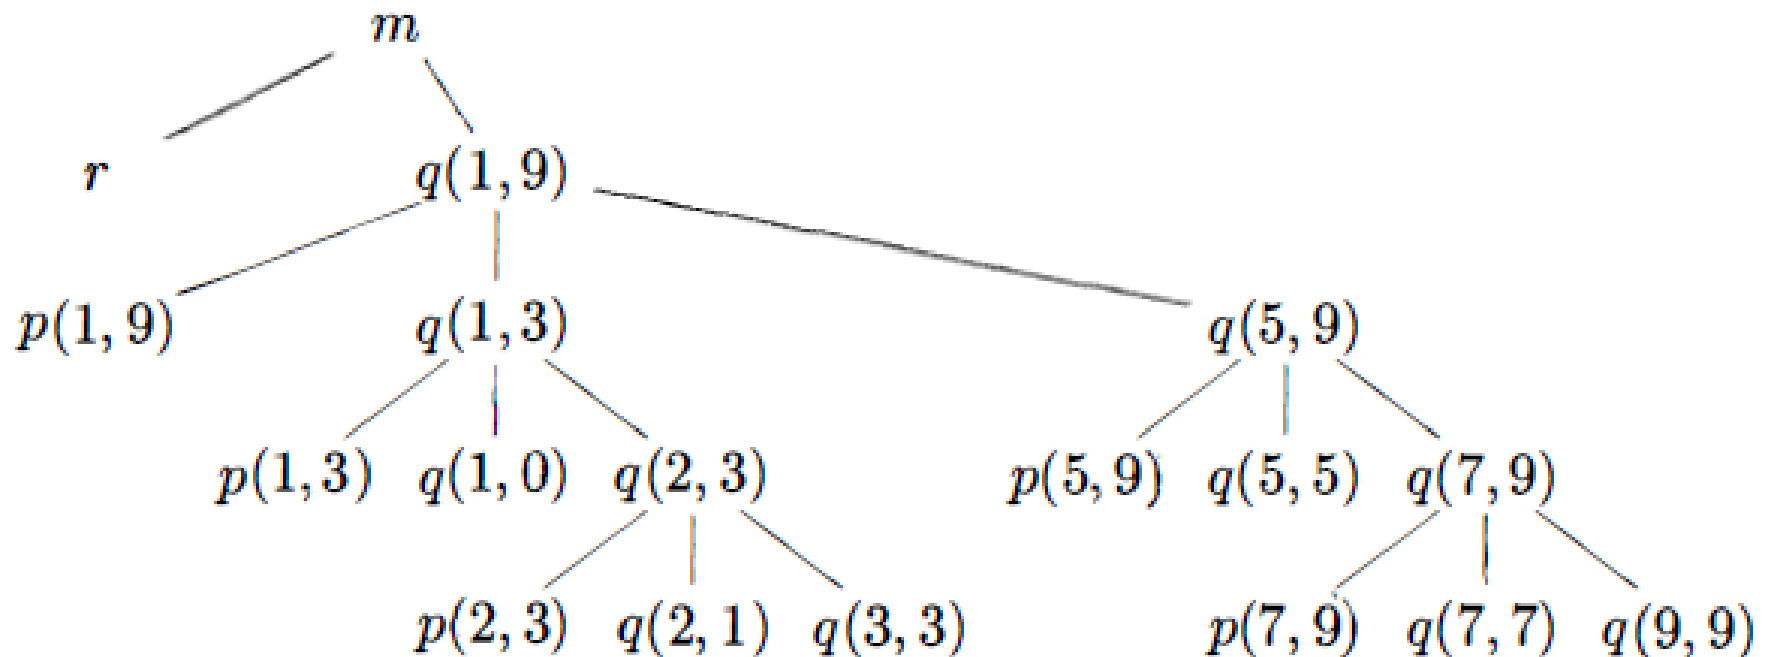 m
r q(1, 9)
p(1, 9) q(1, 3) q(5, 9)
p(1, 3) q(1, 0) q(2, 3) p(5, 9) q(5, 5) q(7, 9)
p(2, 3) q(2, 1) q(3, 3) p(7, 9) q(7, 7) q(9, 9)